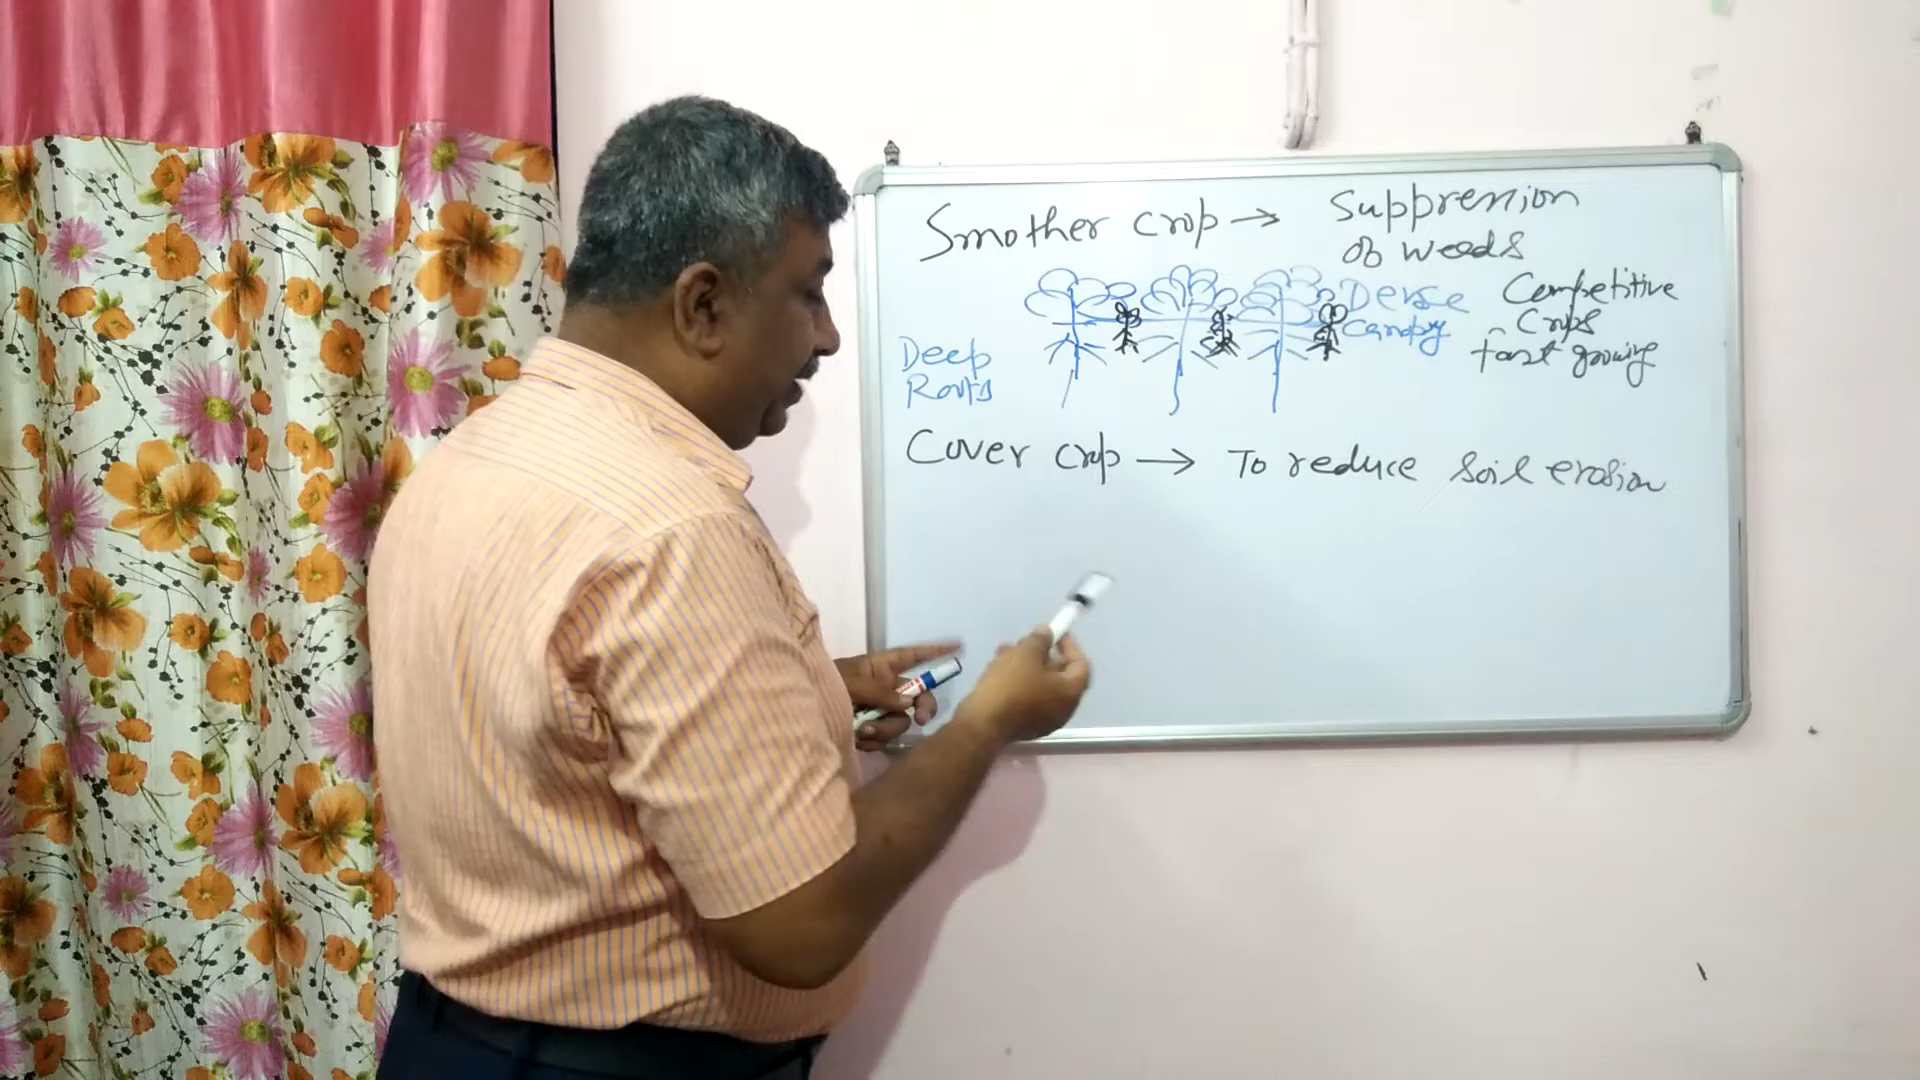 Smother crop → Suppression
of weeds
Dense
Canopy
Competitive
Crops
fast growing
Deep
Roots
Cover crop → To reduce soil erosion